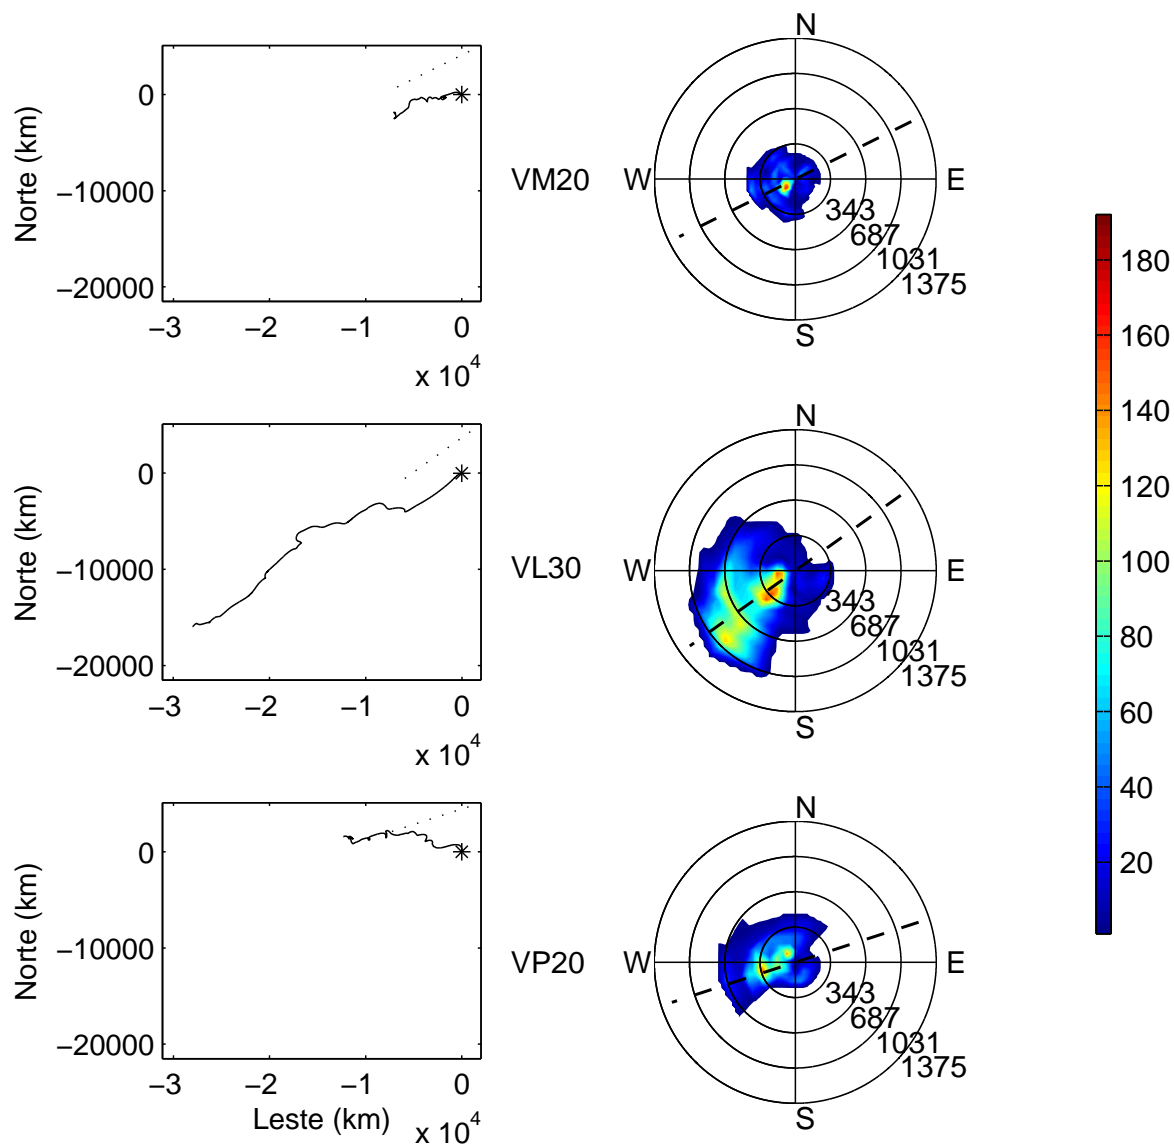 Norte (km)
0
−10000
−20000
−3
−2
−1
0
x 10⁴
VM20
N
W
E
S
343
687
1031
1375
Norte (km)
0
−10000
−20000
−3
−2
−1
0
x 10⁴
VL30
N
W
E
S
343
687
1031
1375
Norte (km)
0
−10000
−20000
−3
−2
−1
0
Leste (km)
x 10⁴
VP20
N
W
E
S
343
687
1031
1375
180
160
140
120
100
80
60
40
20